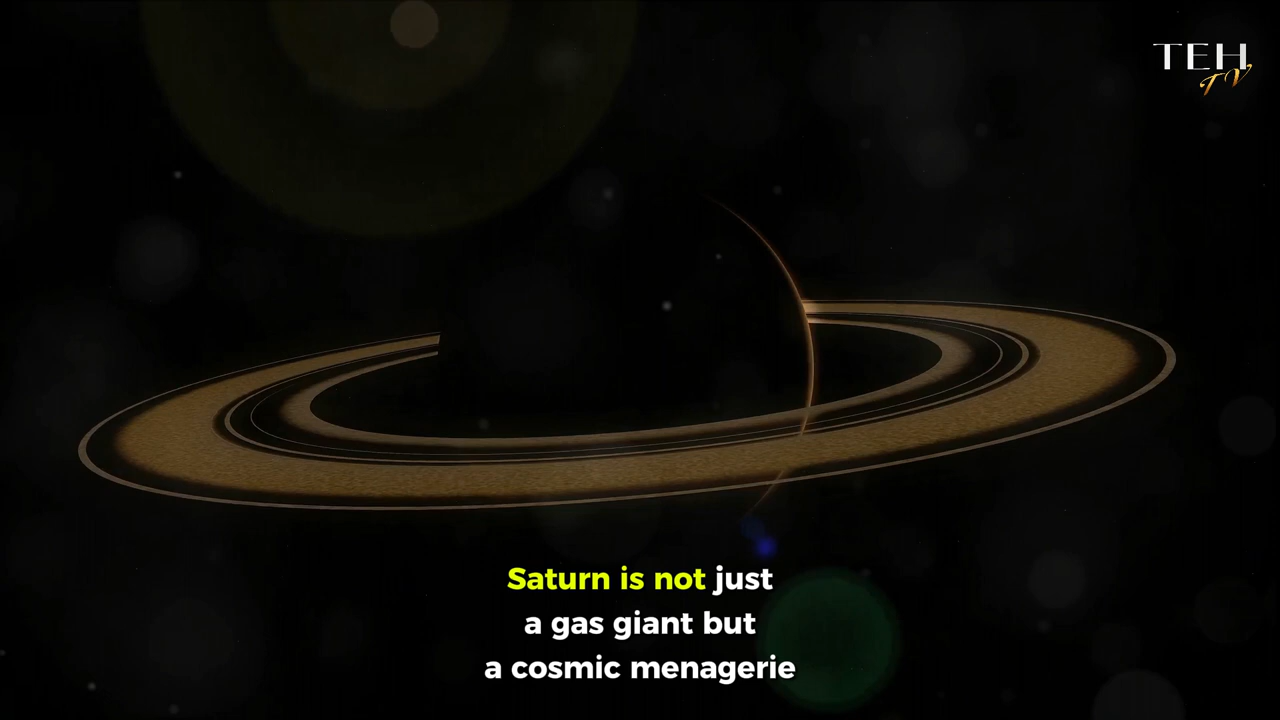 TEH
TV
Saturn is not just
a gas giant but
a cosmic menagerie